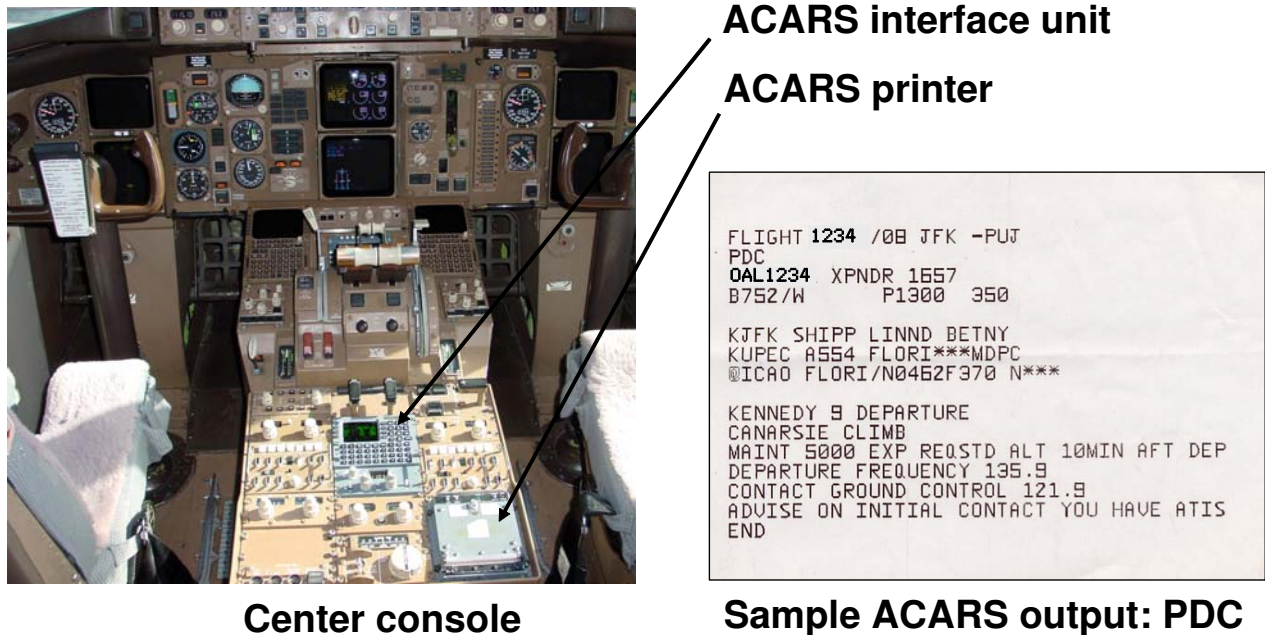 ACARS interface unit
ACARS printer
FLIGHT 1234 /08 JFK -PUJ
PDC
OAL1234 XPNDR 1657
B752/W P1300 350
KJFK SHIPP LINND BETNY
KUPEC A554 FLORI***MDPC
@ICAO FLORI/N0462F370 N***
KENNEDY 9 DEPARTURE
CANARSIE CLIMB
MAINT 5000 EXP REQSTD ALT 10MIN AFT DEP
DEPARTURE FREQUENCY 135.9
CONTACT GROUND CONTROL 121.9
ADVISE ON INITIAL CONTACT YOU HAVE ATIS
END
Center console
Sample ACARS output: PDC